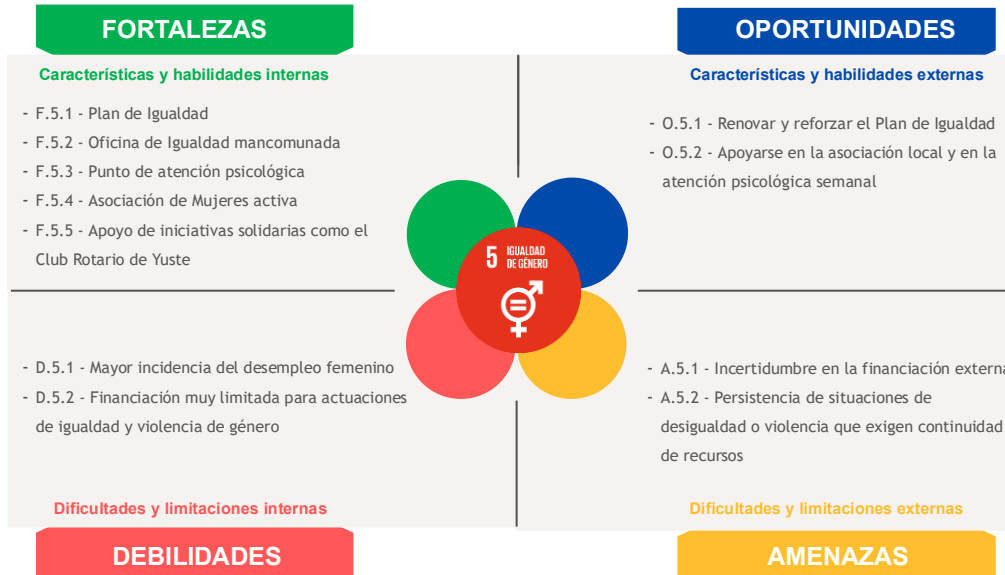 FORTALEZAS
Características y habilidades internas
- F.5.1 - Plan de Igualdad
- F.5.2 - Oficina de Igualdad mancomunada
- F.5.3 - Punto de atención psicológica
- F.5.4 - Asociación de Mujeres activa
- F.5.5 - Apoyo de iniciativas solidarias como el
Club Rotario de Yuste
OPORTUNIDADES
Características y habilidades externas
- O.5.1 - Renovar y reforzar el Plan de Igualdad
- O.5.2 - Apoyarse en la asociación local y en la
atención psicológica semanal
5 IGUALDAD
DE GÉNERO
- D.5.1 - Mayor incidencia del desempleo femenino
- D.5.2 - Financiación muy limitada para actuaciones
de igualdad y violencia de género
Dificultades y limitaciones internas
DEBILIDADES
- A.5.1 - Incertidumbre en la financiación externa
- A.5.2 - Persistencia de situaciones de
desigualdad o violencia que exigen continuidad
de recursos
Dificultades y limitaciones externas
AMENAZAS